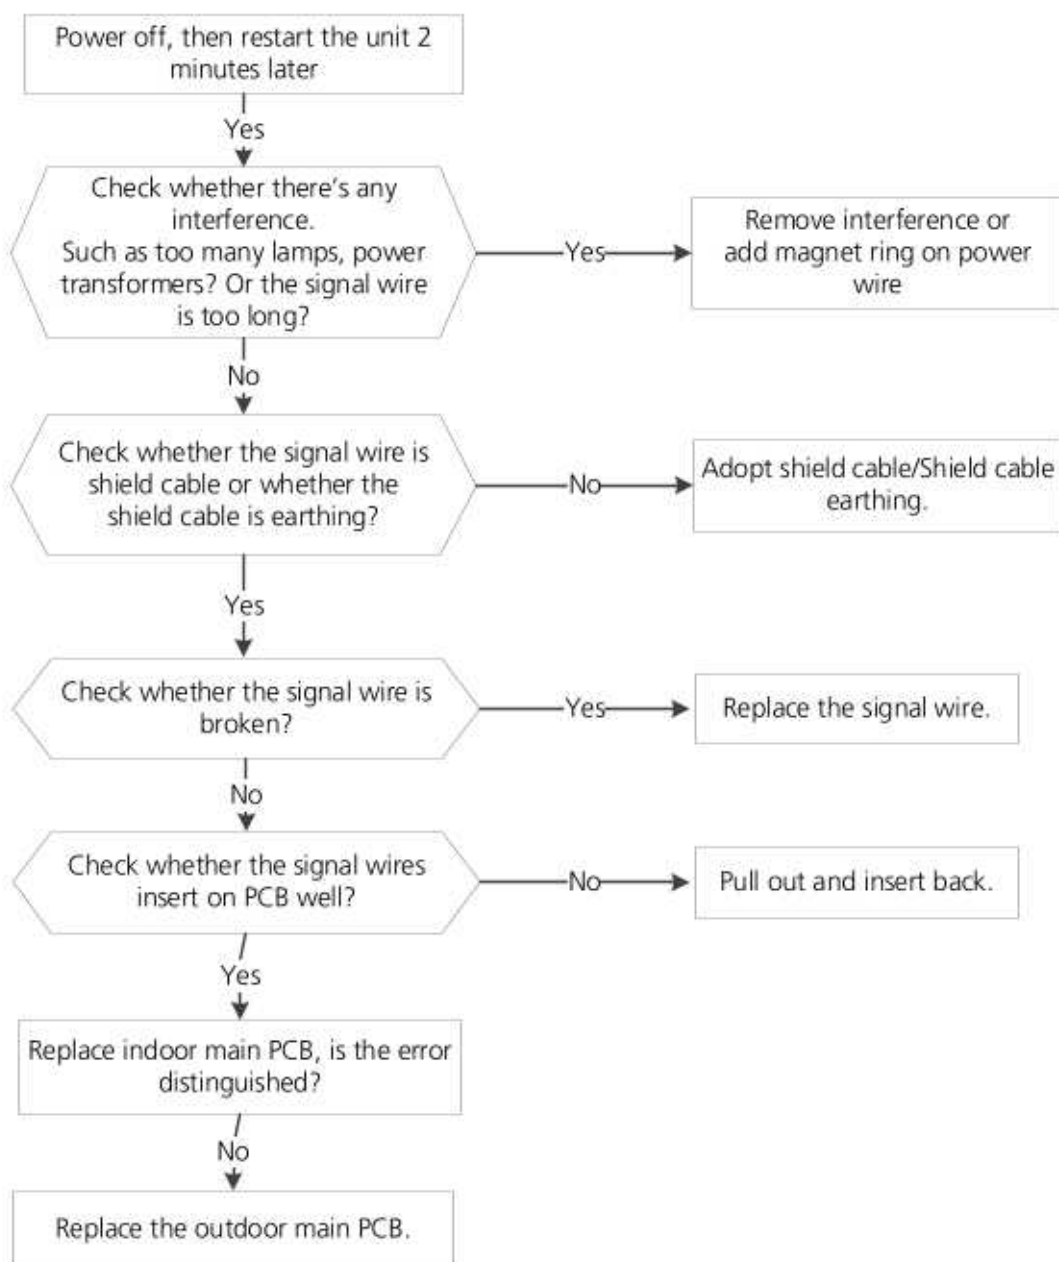 Power off, then restart the unit 2
minutes later
Yes
Check whether there's any
interference.
Such as too many lamps, power
transformers? Or the signal wire
is too long?
Yes
Remove interference or
add magnet ring on power
wire
No
Check whether the signal wire is
shield cable or whether the
shield cable is earthing?
No
Adopt shield cable/Shield cable
earthing.
Yes
Check whether the signal wire is
broken?
Yes
Replace the signal wire.
No
Check whether the signal wires
insert on PCB well?
No
Pull out and insert back.
Yes
Replace indoor main PCB, is the error
distinguished?
No
Replace the outdoor main PCB.